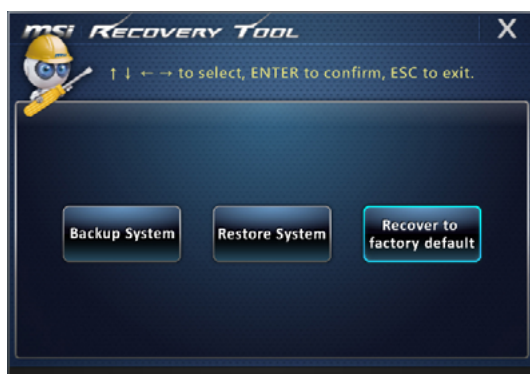 msi RECOVERY TOOL
X
↑ ↓ ← → to select, ENTER to confirm, ESC to exit.
Backup System
Restore System
Recover to
factory default